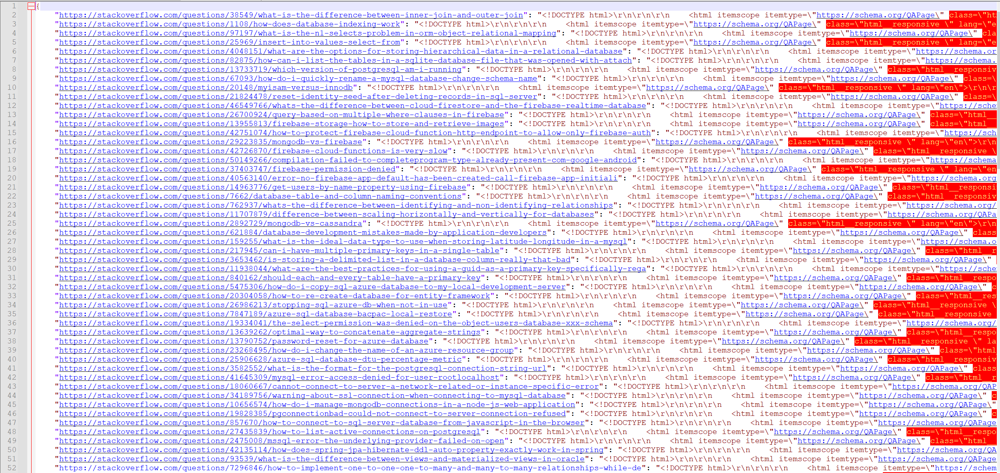 1 {
2 "https://stackoverflow.com/questions/38549/what-is-the-difference-between-inner-join-and-outer-join": "<!DOCTYPE html>\r\n\r\n\r\n    <html itemscope itemtype=\"https://schema.org/QAPage\" class=\"ht
3 "https://stackoverflow.com/questions/1108/how-does-database-indexing-work": "<!DOCTYPE html>\r\n\r\n\r\n    <html itemscope itemtype=\"https://schema.org/QAPage\" class=\"html__responsive \" lang=\"e
4 "https://stackoverflow.com/questions/97197/what-is-the-n1-selects-problem-in-orm-object-relational-mapping": "<!DOCTYPE html>\r\n\r\n\r\n    <html itemscope itemtype=\"https://schema.org/QAPage\" cla
5 "https://stackoverflow.com/questions/25969/insert-into-values-select-from": "<!DOCTYPE html>\r\n\r\n\r\n    <html itemscope itemtype=\"https://schema.org/QAPage\" class=\"html__responsive \" lang=\"e
6 "https://stackoverflow.com/questions/4048151/what-are-the-options-for-storing-hierarchical-data-in-a-relational-database": "<!DOCTYPE html>\r\n\r\n\r\n    <html itemscope itemtype=\"https://schema.or
7 "https://stackoverflow.com/questions/82875/how-can-i-list-the-tables-in-a-sqlite-database-file-that-was-opened-with-attach": "<!DOCTYPE html>\r\n\r\n\r\n    <html itemscope itemtype=\"https://schema.
8 "https://stackoverflow.com/questions/13733719/which-version-of-postgresql-am-i-running": "<!DOCTYPE html>\r\n\r\n\r\n    <html itemscope itemtype=\"https://schema.org/QAPage\" class=\"html__responsiv
9 "https://stackoverflow.com/questions/67093/how-do-i-quickly-rename-a-mysql-database-change-schema-name": "<!DOCTYPE html>\r\n\r\n\r\n    <html itemscope itemtype=\"https://schema.org/QAPage\" class=\
10 "https://stackoverflow.com/questions/20148/myisam-versus-innodb": "<!DOCTYPE html>\r\n\r\n\r\n    <html itemscope itemtype=\"https://schema.org/QAPage\" class=\"html__responsive \" lang=\"en\">\r\n\r
11 "https://stackoverflow.com/questions/21824478/reset-identity-seed-after-deleting-records-in-sql-server": "<!DOCTYPE html>\r\n\r\n\r\n    <html itemscope itemtype=\"https://schema.org/QAPage\" class=\
12 "https://stackoverflow.com/questions/46549766/whats-the-difference-between-cloud-firestore-and-the-firebase-realtime-database": "<!DOCTYPE html>\r\n\r\n\r\n    <html itemscope itemtype=\"https://sche
13 "https://stackoverflow.com/questions/26700924/query-based-on-multiple-where-clauses-in-firebase": "<!DOCTYPE html>\r\n\r\n\r\n    <html itemscope itemtype=\"https://schema.org/QAPage\" class=\"html__
14 "https://stackoverflow.com/questions/13955813/firebase-storage-how-to-store-and-retrieve-images": "<!DOCTYPE html>\r\n\r\n\r\n    <html itemscope itemtype=\"https://schema.org/QAPage\" class=\"html__
15 "https://stackoverflow.com/questions/42751074/how-to-protect-firebase-cloud-function-http-endpoint-to-allow-only-firebase-auth": "<!DOCTYPE html>\r\n\r\n\r\n    <html itemscope itemtype=\"https://sch
16 "https://stackoverflow.com/questions/29223835/mongodb-vs-firebase": "<!DOCTYPE html>\r\n\r\n\r\n    <html itemscope itemtype=\"https://schema.org/QAPage\" class=\"html__responsive \" lang=\"en\">\r\n
17 "https://stackoverflow.com/questions/42726870/firebase-cloud-functions-is-very-slow": "<!DOCTYPE html>\r\n\r\n\r\n    <html itemscope itemtype=\"https://schema.org/QAPage\" class=\"html__responsive \
18 "https://stackoverflow.com/questions/50149266/compilation-failed-to-completeprogram-type-already-present-com-google-android": "<!DOCTYPE html>\r\n\r\n\r\n    <html itemscope itemtype=\"https://schema
19 "https://stackoverflow.com/questions/37403747/firebase-permission-denied": "<!DOCTYPE html>\r\n\r\n\r\n    <html itemscope itemtype=\"https://schema.org/QAPage\" class=\"html__responsive \" lang=\"en
20 "https://stackoverflow.com/questions/40563140/error-no-firebase-app-default-has-been-created-call-firebase-app-initiali": "<!DOCTYPE html>\r\n\r\n\r\n    <html itemscope itemtype=\"https://schema.org
21 "https://stackoverflow.com/questions/14963776/get-users-by-name-property-using-firebase": "<!DOCTYPE html>\r\n\r\n\r\n    <html itemscope itemtype=\"https://schema.org/QAPage\" class=\"html__responsi
22 "https://stackoverflow.com/questions/7662/database-table-and-column-naming-conventions": "<!DOCTYPE html>\r\n\r\n\r\n    <html itemscope itemtype=\"https://schema.org/QAPage\" class=\"html__responsiv
23 "https://stackoverflow.com/questions/762937/whats-the-difference-between-identifying-and-non-identifying-relationships": "<!DOCTYPE html>\r\n\r\n\r\n    <html itemscope itemtype=\"https://schema.org/
24 "https://stackoverflow.com/questions/11707879/difference-between-scaling-horizontally-and-vertically-for-databases": "<!DOCTYPE html>\r\n\r\n\r\n    <html itemscope itemtype=\"https://schema.org/QAPa
25 "https://stackoverflow.com/questions/2892729/mongodb-vs-cassandra": "<!DOCTYPE html>\r\n\r\n\r\n    <html itemscope itemtype=\"https://schema.org/QAPage\" class=\"html__responsive \" lang=\"en\">\r\n
26 "https://stackoverflow.com/questions/621884/database-development-mistakes-made-by-application-developers": "<!DOCTYPE html>\r\n\r\n\r\n    <html itemscope itemtype=\"https://schema.org/QAPage\" class
27 "https://stackoverflow.com/questions/159255/what-is-the-ideal-data-type-to-use-when-storing-latitude-longitude-in-a-mysql": "<!DOCTYPE html>\r\n\r\n\r\n    <html itemscope itemtype=\"https://schema.o
28 "https://stackoverflow.com/questions/217945/can-i-have-multiple-primary-keys-in-a-single-table": "<!DOCTYPE html>\r\n\r\n\r\n    <html itemscope itemtype=\"https://schema.org/QAPage\" class=\"html__r
29 "https://stackoverflow.com/questions/3653462/is-storing-a-delimited-list-in-a-database-column-really-that-bad": "<!DOCTYPE html>\r\n\r\n\r\n    <html itemscope itemtype=\"https://schema.org/QAPage\"
30 "https://stackoverflow.com/questions/11938044/what-are-the-best-practices-for-using-a-guid-as-a-primary-key-specifically-rega": "<!DOCTYPE html>\r\n\r\n\r\n    <html itemscope itemtype=\"https://sche
31 "https://stackoverflow.com/questions/840162/should-each-and-every-table-have-a-primary-key": "<!DOCTYPE html>\r\n\r\n\r\n    <html itemscope itemtype=\"https://schema.org/QAPage\" class=\"html__respo
32 "https://stackoverflow.com/questions/5475306/how-do-i-copy-sql-azure-database-to-my-local-development-server": "<!DOCTYPE html>\r\n\r\n\r\n    <html itemscope itemtype=\"https://schema.org/QAPage\" c
33 "https://stackoverflow.com/questions/20304058/how-to-re-create-database-for-entity-framework": "<!DOCTYPE html>\r\n\r\n\r\n    <html itemscope itemtype=\"https://schema.org/QAPage\" class=\"html__res
34 "https://stackoverflow.com/questions/26986213/stopping-sql-azure-db-when-not-in-use": "<!DOCTYPE html>\r\n\r\n\r\n    <html itemscope itemtype=\"https://schema.org/QAPage\" class=\"html__responsive \
35 "https://stackoverflow.com/questions/7847189/azure-sql-database-bacpac-local-restore": "<!DOCTYPE html>\r\n\r\n\r\n    <html itemscope itemtype=\"https://schema.org/QAPage\" class=\"html__responsive
36 "https://stackoverflow.com/questions/19334041/the-select-permission-was-denied-on-the-object-users-database-xxx-schema": "<!DOCTYPE html>\r\n\r\n\r\n    <html itemscope itemtype=\"https://schema.org/
37 "https://stackoverflow.com/questions/13639262/optimal-way-to-concatenate-aggregate-strings": "<!DOCTYPE html>\r\n\r\n\r\n    <html itemscope itemtype=\"https://schema.org/QAPage\" class=\"html__respo
38 "https://stackoverflow.com/questions/13790752/password-reset-for-azure-database": "<!DOCTYPE html>\r\n\r\n\r\n    <html itemscope itemtype=\"https://schema.org/QAPage\" class=\"html__responsive \" la
39 "https://stackoverflow.com/questions/23268495/how-do-i-change-the-name-of-an-azure-resource-group": "<!DOCTYPE html>\r\n\r\n\r\n    <html itemscope itemtype=\"https://schema.org/QAPage\" class=\"html
40 "https://stackoverflow.com/questions/25906628/azure-sql-database-dtu-percentage-metric": "<!DOCTYPE html>\r\n\r\n\r\n    <html itemscope itemtype=\"https://schema.org/QAPage\" class=\"html__responsiv
41 "https://stackoverflow.com/questions/3582552/what-is-the-format-for-the-postgresql-connection-string-url": "<!DOCTYPE html>\r\n\r\n\r\n    <html itemscope itemtype=\"https://schema.org/QAPage\" class
42 "https://stackoverflow.com/questions/41645309/mysql-error-access-denied-for-user-rootlocalhost": "<!DOCTYPE html>\r\n\r\n\r\n    <html itemscope itemtype=\"https://schema.org/QAPage\" class=\"html__r
43 "https://stackoverflow.com/questions/18060667/cannot-connect-to-server-a-network-related-or-instance-specific-error": "<!DOCTYPE html>\r\n\r\n\r\n    <html itemscope itemtype=\"https://schema.org/QAP
44 "https://stackoverflow.com/questions/34189756/warning-about-ssl-connection-when-connecting-to-mysql-database": "<!DOCTYPE html>\r\n\r\n\r\n    <html itemscope itemtype=\"https://schema.org/QAPage\" c
45 "https://stackoverflow.com/questions/10656574/how-do-i-manage-mongodb-connections-in-a-node-js-web-application": "<!DOCTYPE html>\r\n\r\n\r\n    <html itemscope itemtype=\"https://schema.org/QAPage\"
46 "https://stackoverflow.com/questions/19828385/pgconnectionbad-could-not-connect-to-server-connection-refused": "<!DOCTYPE html>\r\n\r\n\r\n    <html itemscope itemtype=\"https://schema.org/QAPage\" c
47 "https://stackoverflow.com/questions/857670/how-to-connect-to-sql-server-database-from-javascript-in-the-browser": "<!DOCTYPE html>\r\n\r\n\r\n    <html itemscope itemtype=\"https://schema.org/QAPage
48 "https://stackoverflow.com/questions/27435839/how-to-list-active-connections-on-postgresql": "<!DOCTYPE html>\r\n\r\n\r\n    <html itemscope itemtype=\"https://schema.org/QAPage\" class=\"html__respo
49 "https://stackoverflow.com/questions/2475008/mssql-error-the-underlying-provider-failed-on-open": "<!DOCTYPE html>\r\n\r\n\r\n    <html itemscope itemtype=\"https://schema.org/QAPage\" class=\"html__
50 "https://stackoverflow.com/questions/42135114/how-does-spring-jpa-hibernate-ddl-auto-property-exactly-work-in-spring": "<!DOCTYPE html>\r\n\r\n\r\n    <html itemscope itemtype=\"https://schema.org/QA
51 "https://stackoverflow.com/questions/93539/what-is-the-difference-between-views-and-materialized-views-in-oracle": "<!DOCTYPE html>\r\n\r\n\r\n    <html itemscope itemtype=\"https://schema.org/QAPage
52 "https://stackoverflow.com/questions/7296846/how-to-implement-one-to-one-one-to-many-and-many-to-many-relationships-while-de": "<!DOCTYPE html>\r\n\r\n\r\n    <html itemscope itemtype=\"https://schem